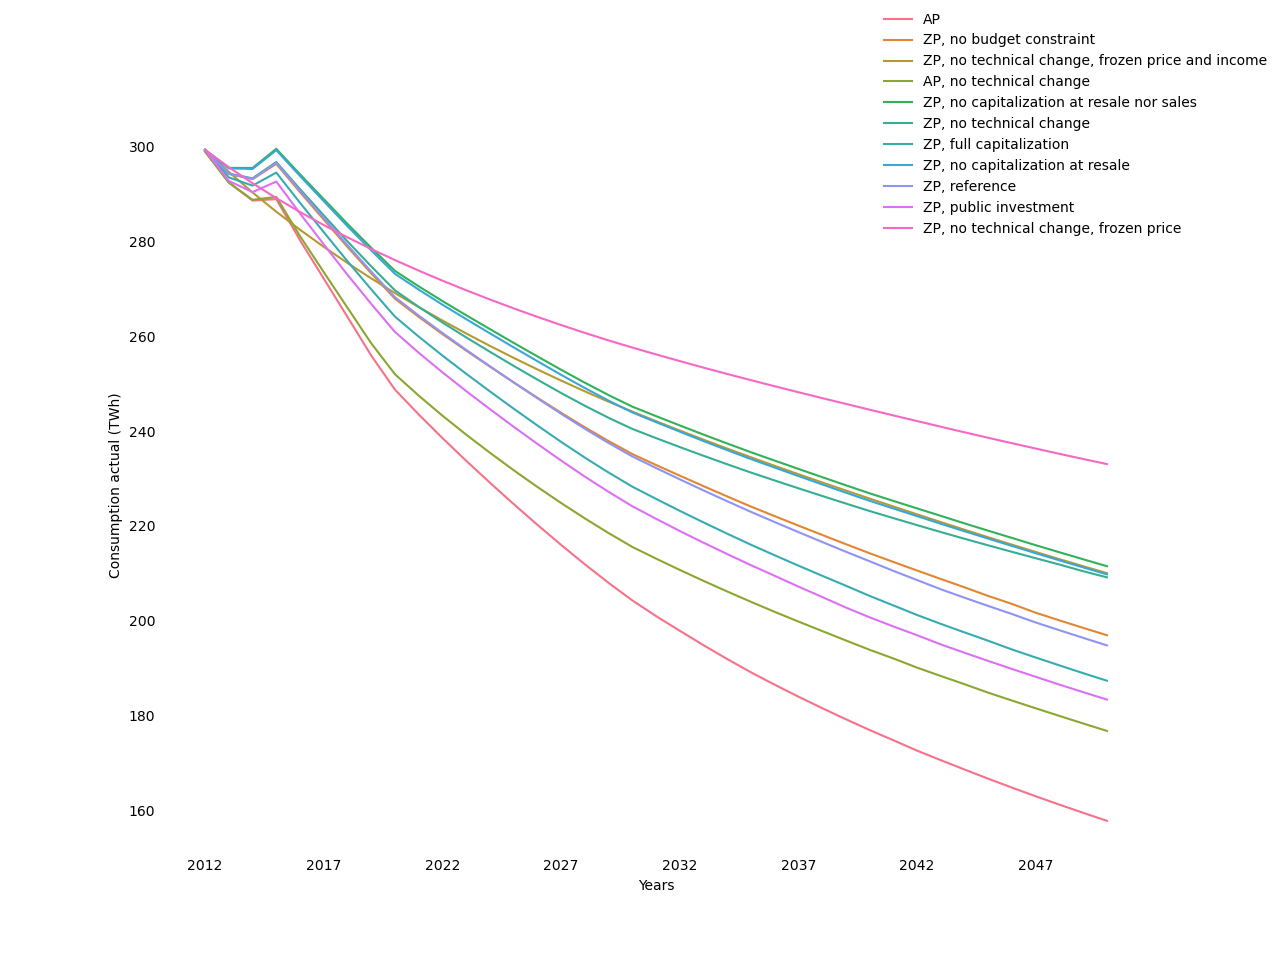 AP
ZP, no budget constraint
ZP, no technical change, frozen price and income
AP, no technical change
ZP, no capitalization at resale nor sales
ZP, no technical change
ZP, full capitalization
ZP, no capitalization at resale
ZP, reference
ZP, public investment
ZP, no technical change, frozen price
300
280
260
240
220
200
180
160
Consumption actual (TWh)
2012 2017 2022 2027 2032 2037 2042 2047
Years